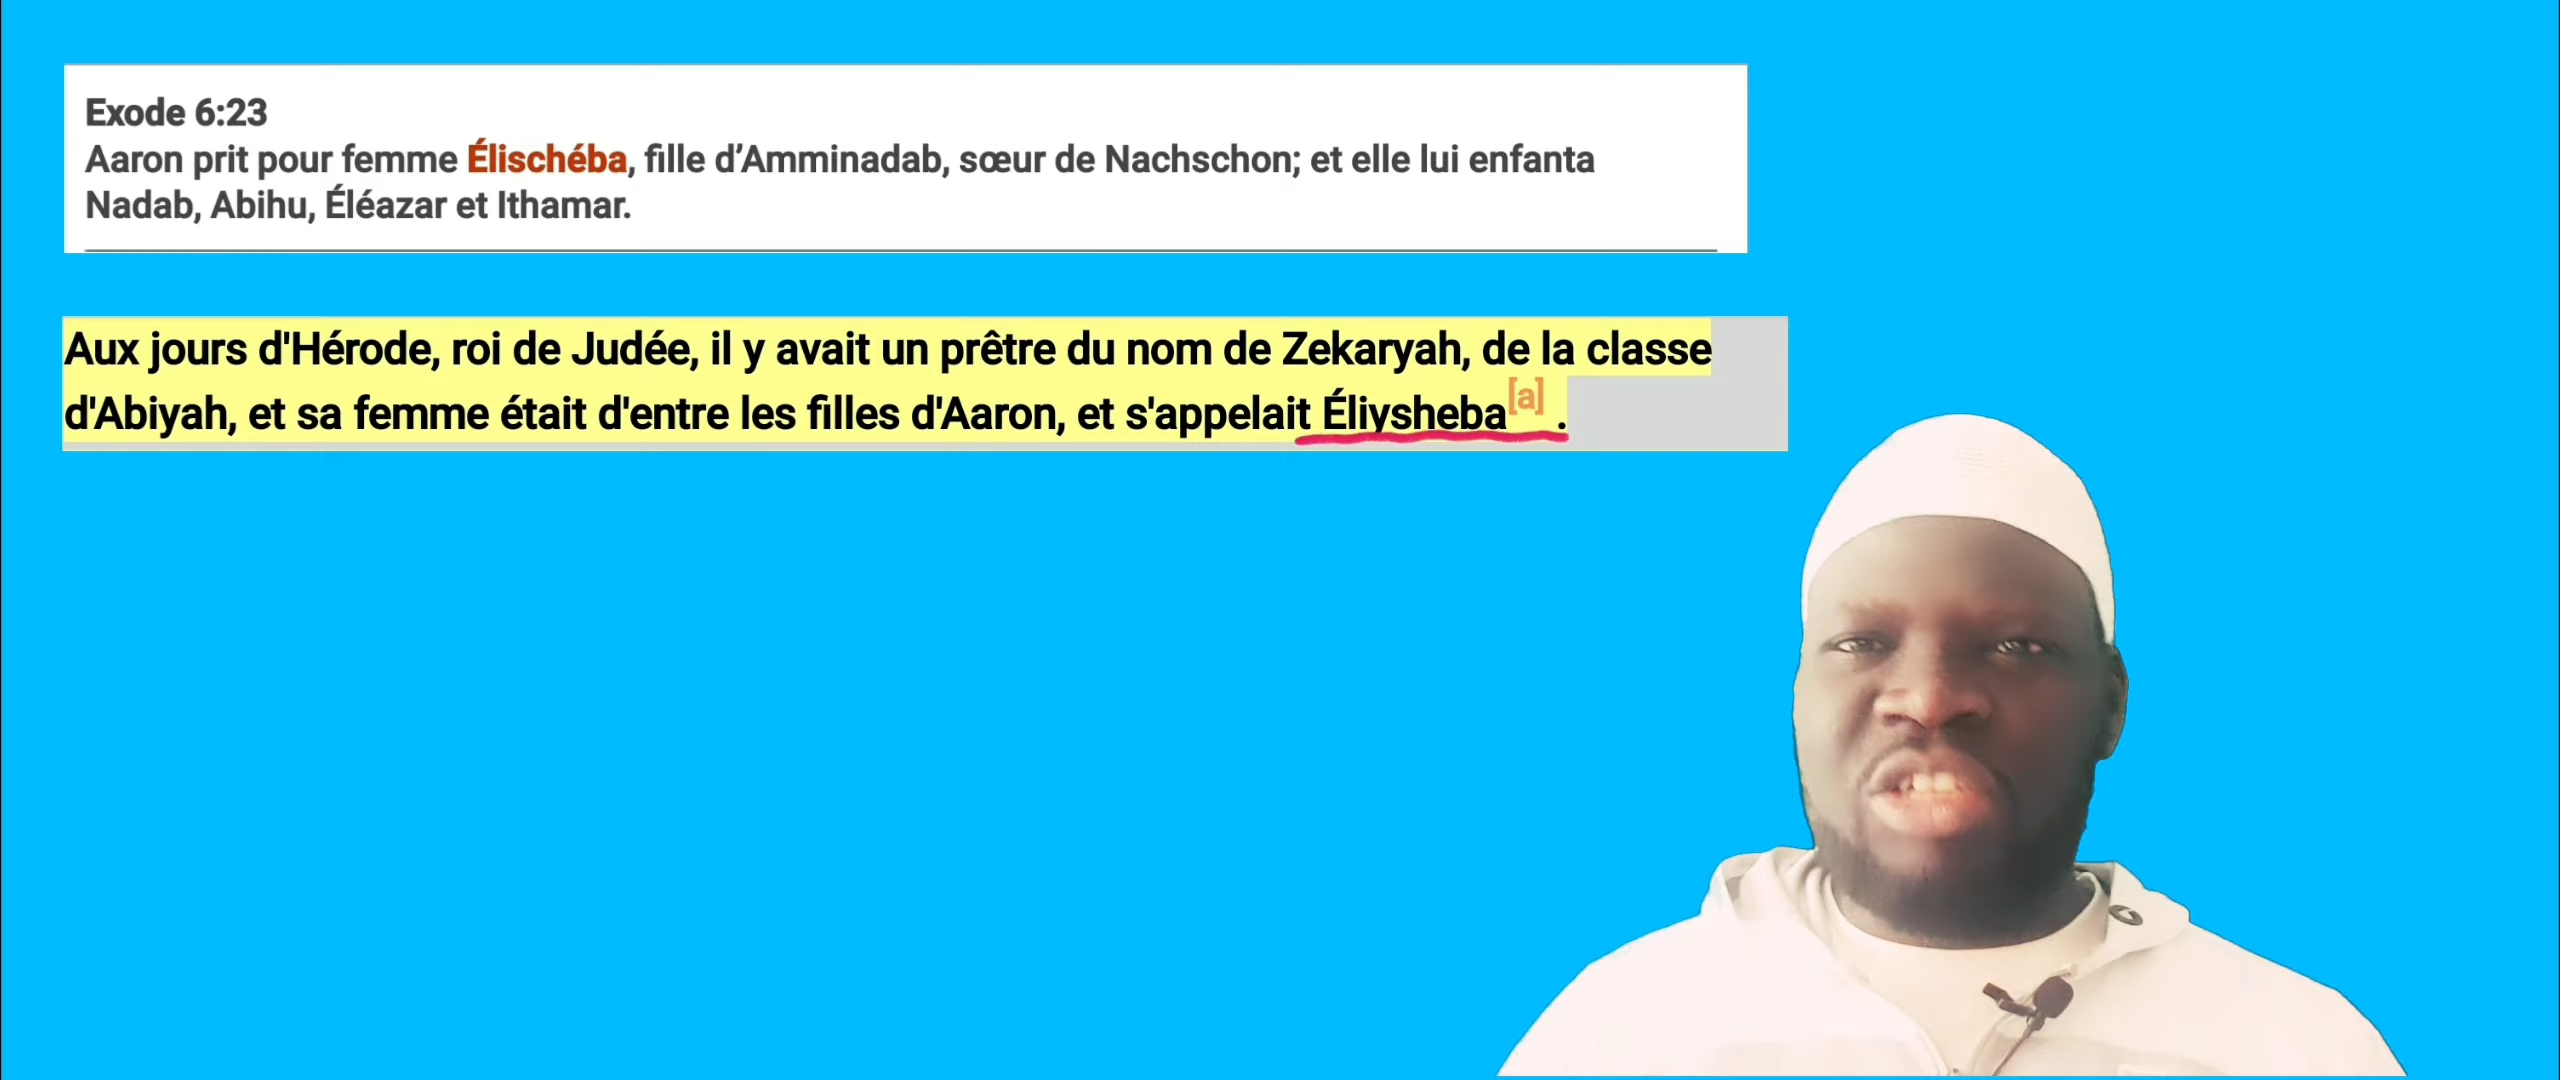 Exode 6:23
Aaron prit pour femme Élischéba, fille d’Amminadab, sœur de Nachschon; et elle lui enfanta
Nadab, Abihu, Éléazar et Ithamar.
Aux jours d'Hérode, roi de Judée, il y avait un prêtre du nom de Zekaryah, de la classe
d'Abiyah, et sa femme était d'entre les filles d'Aaron, et s'appelait Éliysheba[a] .